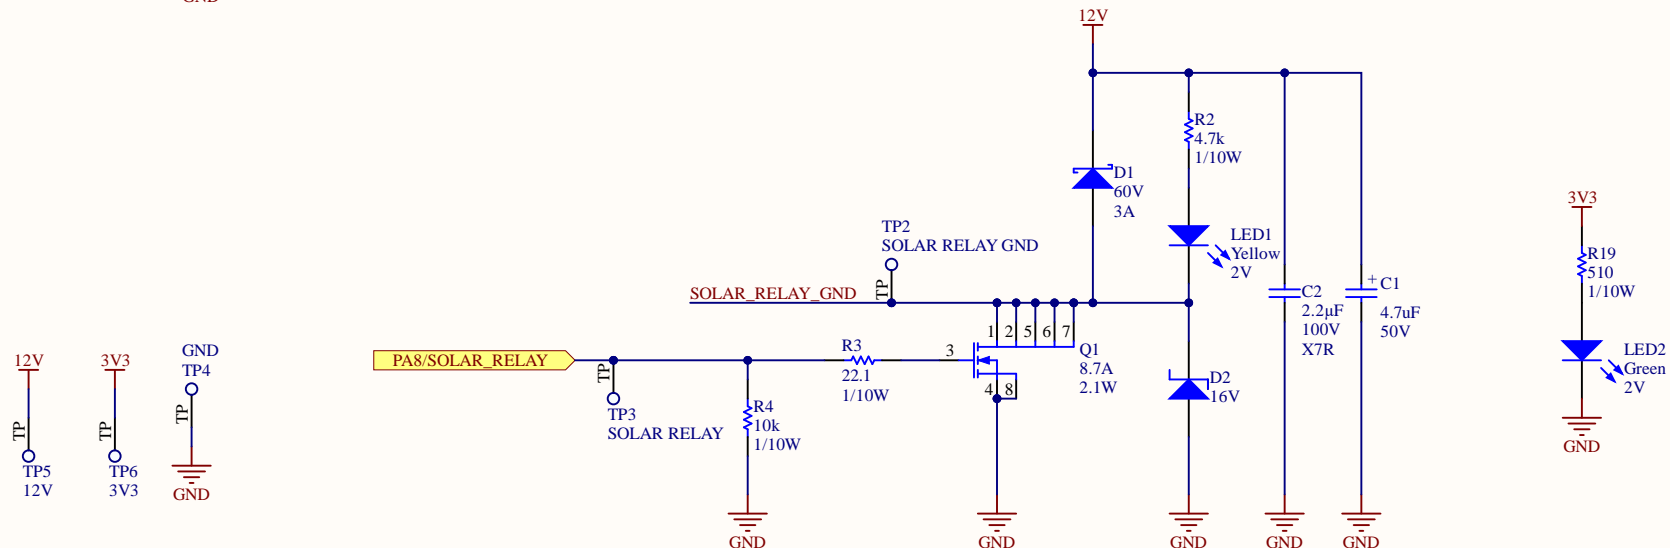 GND
12V
R2
4.7k
1/10W
D1
60V
3A
3V3
TP2
SOLAR RELAY GND
LED1
Yellow
2V
R19
510
1/10W
TP
SOLAR_RELAY_GND
C2
2.2µF
100V
X7R
+ C1
4.7uF
50V
1 2 5 6 7
12V
3V3
GND
TP4
PA8/SOLAR_RELAY
R3
22.1
1/10W
3
Q1
8.7A
2.1W
LED2
Green
2V
TP
TP3
SOLAR RELAY
R4
10k
1/10W
4 8
D2
16V
TP
TP
TP
TP5
12V
TP6
3V3
GND
GND
GND
GND
GND
GND
GND